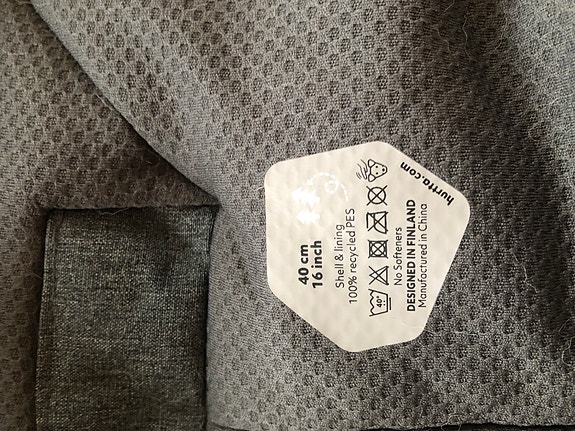 40 cm
16 inch
Shell & lining
100% recycled PES
40°
No Softeners
DESIGNED IN FINLAND
Manufactured in China
hurtta.com